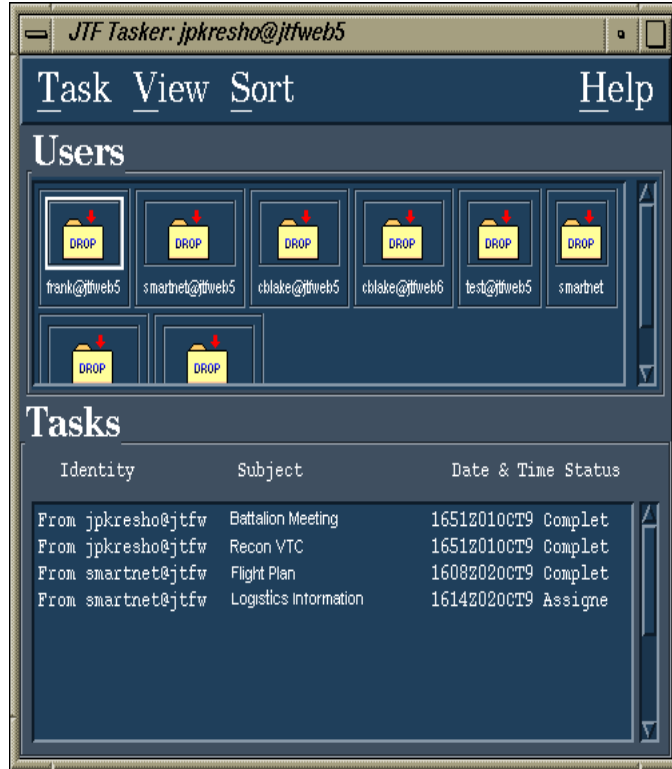 JTF Tasker: jpkresho@jtfweb5
Task View Sort Help
Users
DROP DROP DROP DROP DROP DROP
frank@jtfweb5 smartnet@jtfweb5 cblake@jtfweb5 cblake@jtfweb6 test@jtfweb5 smartnet
DROP DROP
Tasks
Identity Subject Date & Time Status
From jpkresho@jtfw Battalion Meeting 1651Z01OCT9 Complet
From jpkresho@jtfw Recon VTC 1651Z01OCT9 Complet
From smartnet@jtfw Flight Plan 1608Z02OCT9 Complet
From smartnet@jtfw Logistics Information 1614Z02OCT9 Assigne